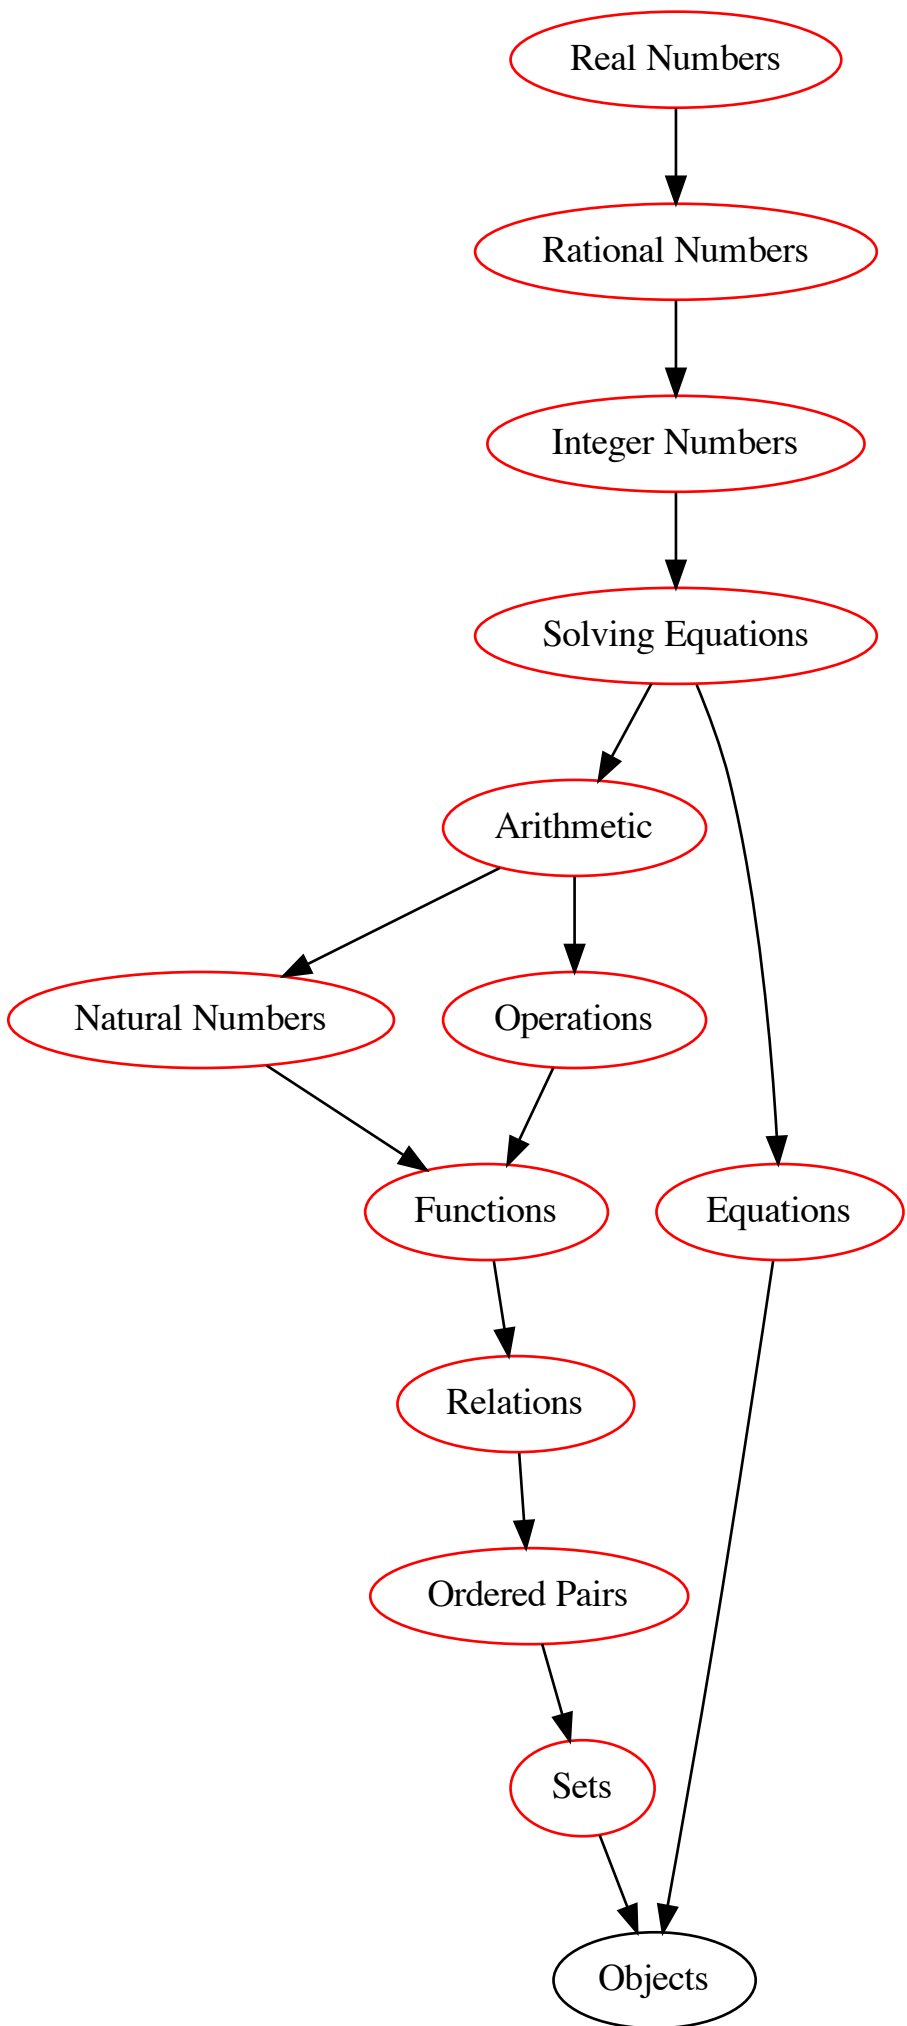 Real Numbers
Rational Numbers
Integer Numbers
Solving Equations
Arithmetic
Natural Numbers
Operations
Functions
Equations
Relations
Ordered Pairs
Sets
Objects